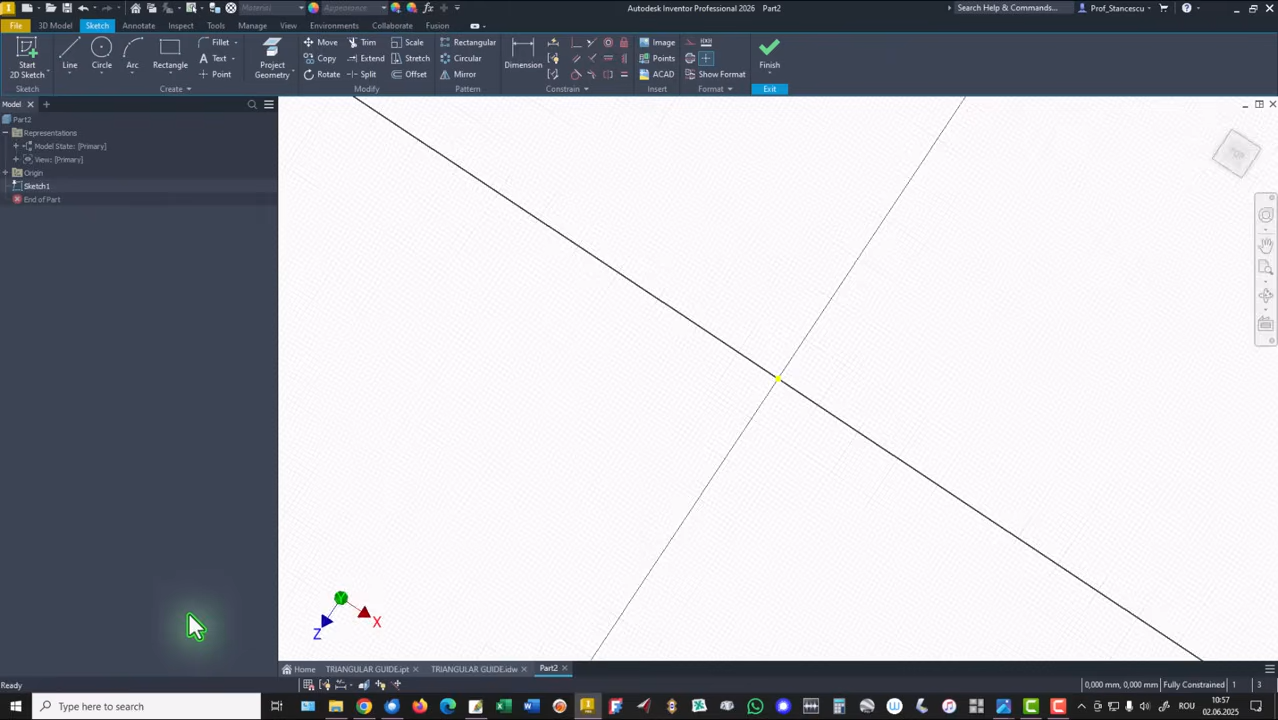 Autodesk Inventor Professional 2026 Part2
Material
Appearance
Search Help & Commands...
Prof_Stancescu
File 3D Model Sketch Annotate Inspect Tools Manage View Environments Collaborate Fusion
Start
2D Sketch
Line
Circle
Arc
Rectangle
Fillet
Text
Point
Project
Geometry
Move
Copy
Rotate
Trim
Extend
Split
Scale
Stretch
Offset
Rectangular
Circular
Mirror
Dimension
Image
Points
ACAD
Show Format
Finish
Sketch Create Modify Pattern Constrain Insert Format Exit
Model
Part2
Representations
Model State: [Primary]
View: [Primary]
Origin
Sketch1
End of Part
X
Z
Home TRIANGULAR GUIDE.ipt TRIANGULAR GUIDE.idw Part2
Ready
0,000 mm, 0,000 mm Fully Constrained 1 3
Type here to search
ROU
10:57
02.06.2025